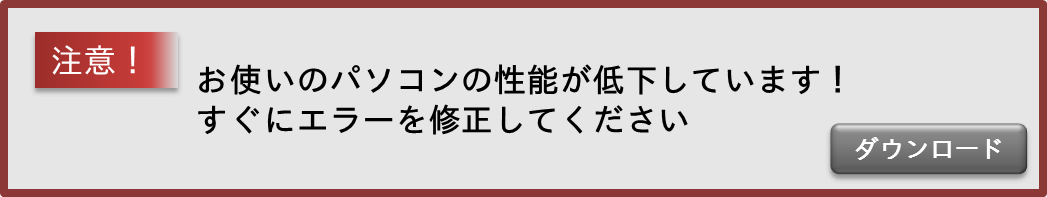 注意！
お使いのパソコンの性能が低下しています！
すぐにエラーを修正してください
ダウンロード